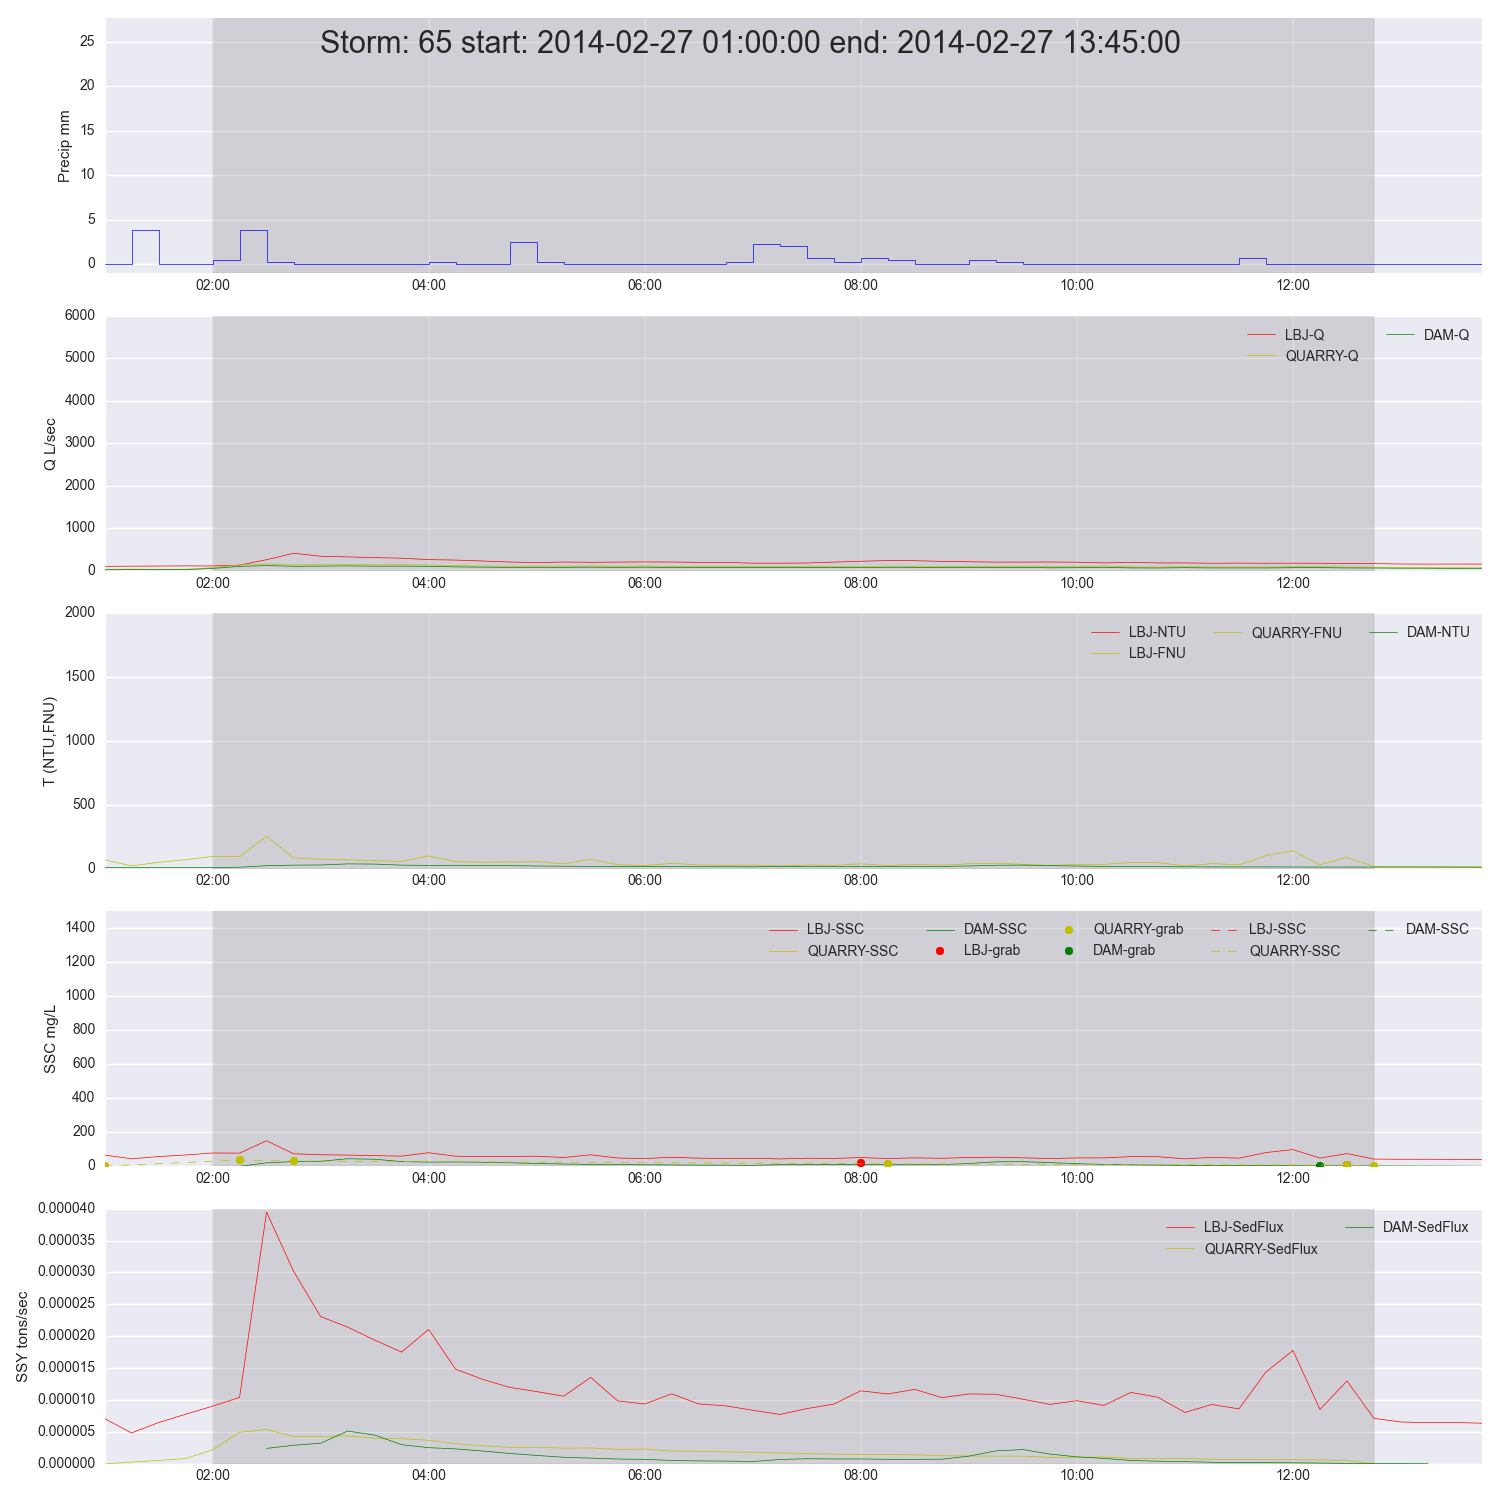 Storm: 65 start: 2014-02-27 01:00:00 end: 2014-02-27 13:45:00
Precip mm
25
20
15
10
5
0
02:00 04:00 06:00 08:00 10:00 12:00
Q L/sec
6000
5000
4000
3000
2000
1000
0
LBJ-Q DAM-Q
QUARRY-Q
02:00 04:00 06:00 08:00 10:00 12:00
T (NTU,FNU)
2000
1500
1000
500
0
LBJ-NTU QUARRY-FNU DAM-NTU
LBJ-FNU
02:00 04:00 06:00 08:00 10:00 12:00
SSC mg/L
1400
1200
1000
800
600
400
200
0
LBJ-SSC DAM-SSC QUARRY-grab LBJ-SSC DAM-SSC
QUARRY-SSC LBJ-grab DAM-grab QUARRY-SSC
02:00 04:00 06:00 08:00 10:00 12:00
SSY tons/sec
0.000040
0.000035
0.000030
0.000025
0.000020
0.000015
0.000010
0.000005
0.000000
LBJ-SedFlux DAM-SedFlux
QUARRY-SedFlux
02:00 04:00 06:00 08:00 10:00 12:00